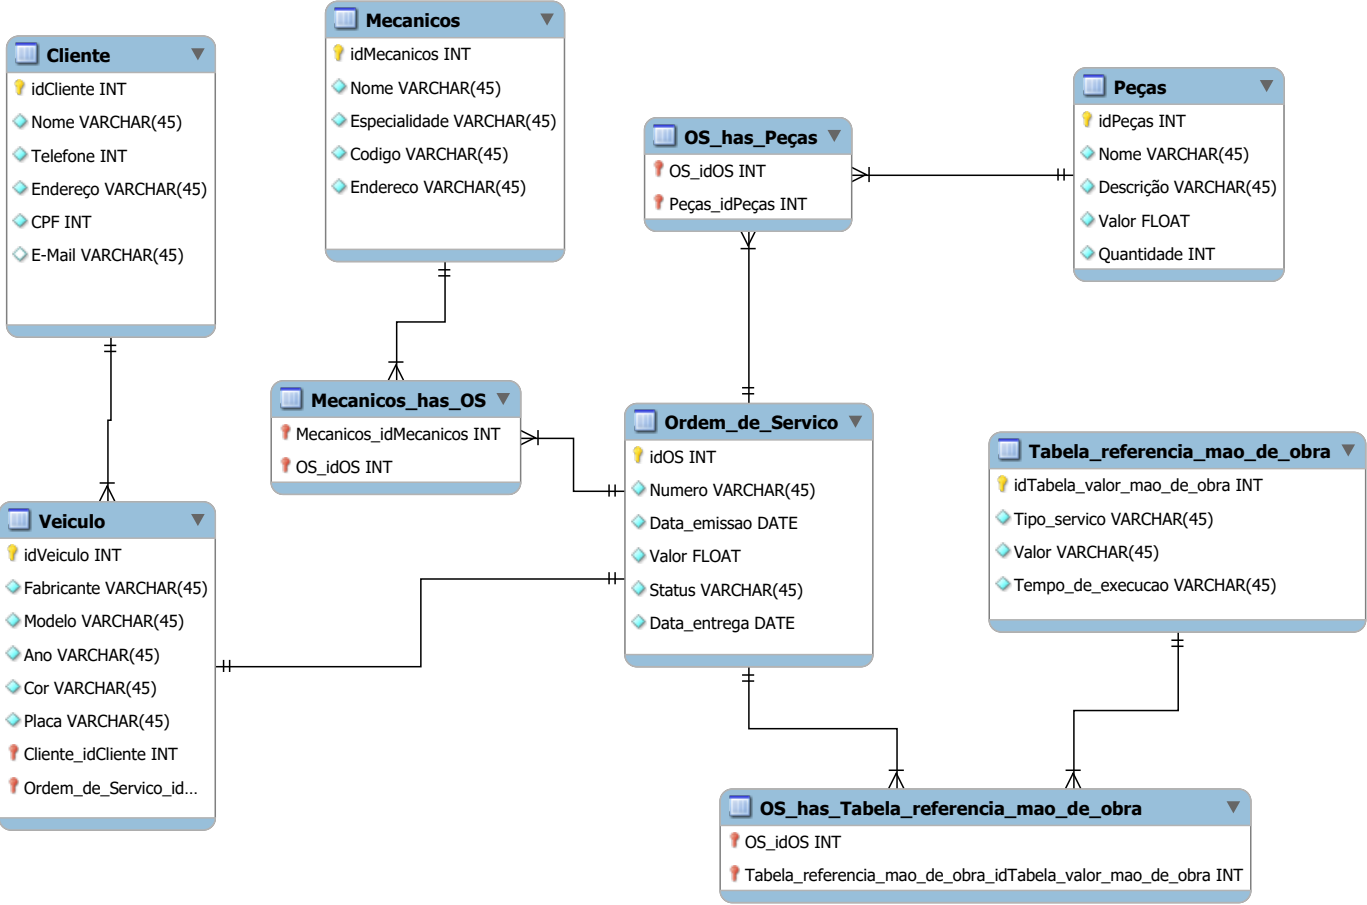 Cliente
idCliente INT
Nome VARCHAR(45)
Telefone INT
Endereço VARCHAR(45)
CPF INT
E-Mail VARCHAR(45)
Mecanicos
idMecanicos INT
Nome VARCHAR(45)
Especialidade VARCHAR(45)
Codigo VARCHAR(45)
Endereco VARCHAR(45)
OS_has_Peças
OS_idOS INT
Peças_idPeças INT
Peças
idPeças INT
Nome VARCHAR(45)
Descrição VARCHAR(45)
Valor FLOAT
Quantidade INT
Mecanicos_has_OS
Mecanicos_idMecanicos INT
OS_idOS INT
Ordem_de_Servico
idOS INT
Numero VARCHAR(45)
Data_emissao DATE
Valor FLOAT
Status VARCHAR(45)
Data_entrega DATE
Tabela_referencia_mao_de_obra
idTabela_valor_mao_de_obra INT
Tipo_servico VARCHAR(45)
Valor VARCHAR(45)
Tempo_de_execucao VARCHAR(45)
Veiculo
idVeiculo INT
Fabricante VARCHAR(45)
Modelo VARCHAR(45)
Ano VARCHAR(45)
Cor VARCHAR(45)
Placa VARCHAR(45)
Cliente_idCliente INT
Ordem_de_Servico_id...
OS_has_Tabela_referencia_mao_de_obra
OS_idOS INT
Tabela_referencia_mao_de_obra_idTabela_valor_mao_de_obra INT